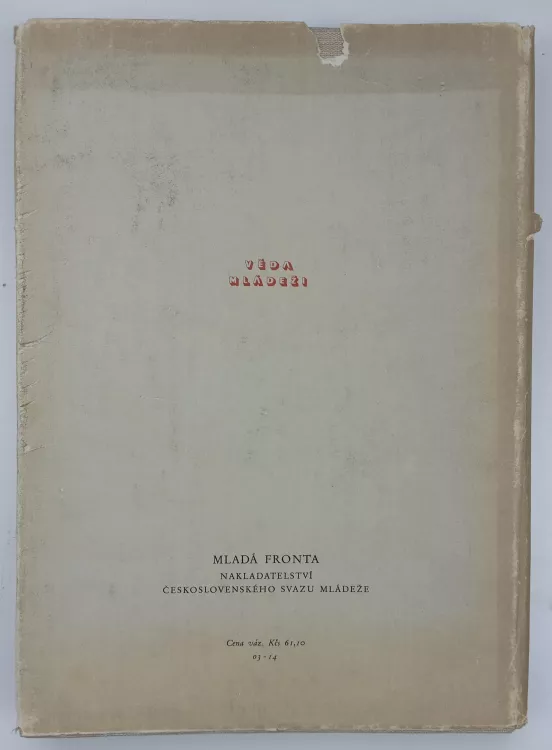 VĚDA
MLÁDEŽI
MLADÁ FRONTA
NAKLADATELSTVÍ
ČESKOSLOVENSKÉHO SVAZU MLÁDEŽE
Cena váz. Kčs 61,10
03-14